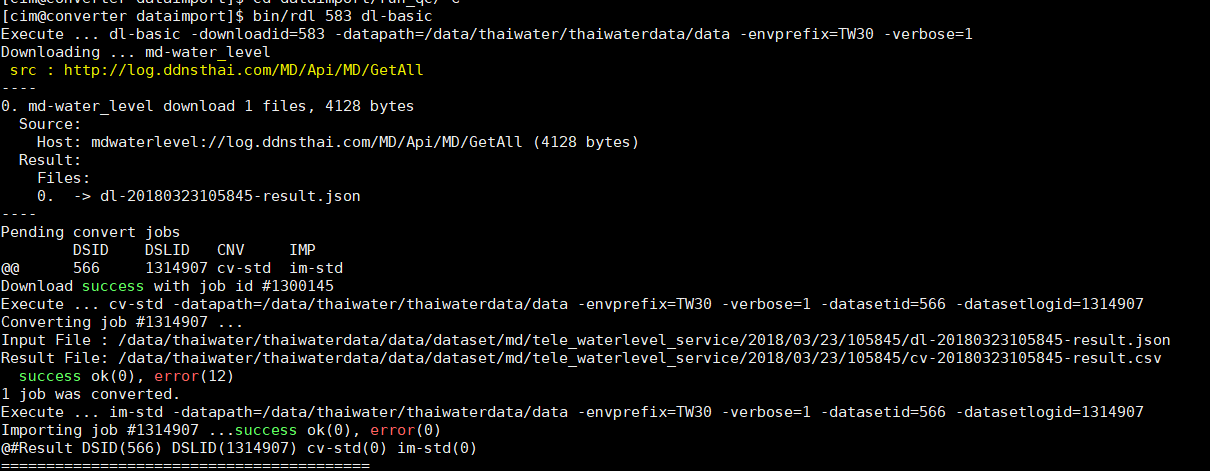 [cim@converter dataimport]$ cd dataimport/run_qc/^C
[cim@converter dataimport]$ bin/rdl 583 dl-basic
Execute ... dl-basic -downloadid=583 -datapath=/data/thaiwater/thaiwaterdata/data -envprefix=TW30 -verbose=1
Downloading ... md-water_level
 src : http://log.ddnsthai.com/MD/Api/MD/GetAll
----
0. md-water_level download 1 files, 4128 bytes
  Source:
    Host: mdwaterlevel://log.ddnsthai.com/MD/Api/MD/GetAll (4128 bytes)
  Result:
    Files:
    0.  -> dl-20180323105845-result.json
----
Pending convert jobs
        DSID    DSLID   CNV     IMP
@@      566     1314907 cv-std  im-std
Download success with job id #1300145
Execute ... cv-std -datapath=/data/thaiwater/thaiwaterdata/data -envprefix=TW30 -verbose=1 -datasetid=566 -datasetlogid=1314907
Converting job #1314907 ...
Input File : /data/thaiwater/thaiwaterdata/data/dataset/md/tele_waterlevel_service/2018/03/23/105845/dl-20180323105845-result.json
Result File: /data/thaiwater/thaiwaterdata/data/dataset/md/tele_waterlevel_service/2018/03/23/105845/cv-20180323105845-result.csv
  success ok(0), error(12)
1 job was converted.
Execute ... im-std -datapath=/data/thaiwater/thaiwaterdata/data -envprefix=TW30 -verbose=1 -datasetid=566 -datasetlogid=1314907
Importing job #1314907 ...success ok(0), error(0)
@#Result DSID(566) DSLID(1314907) cv-std(0) im-std(0)
=========================================